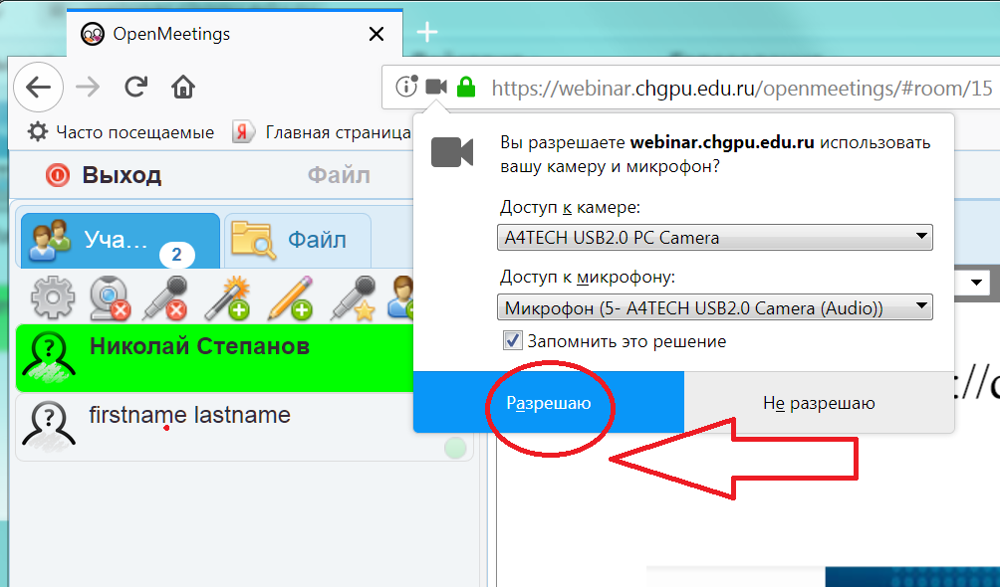 OpenMeetings
https://webinar.chgpu.edu.ru/openmeetings/#room/15
Часто посещаемые
Главная страница
Вы разрешаете webinar.chgpu.edu.ru использовать
вашу камеру и микрофон?
Выход
Файл
Доступ к камере:
Уча...
2
Файл
A4TECH USB2.0 PC Camera
Доступ к микрофону:
Микрофон (5- A4TECH USB2.0 Camera (Audio))
Запомнить это решение
Николай Степанов
Разрешаю
Не разрешаю
firstname lastname